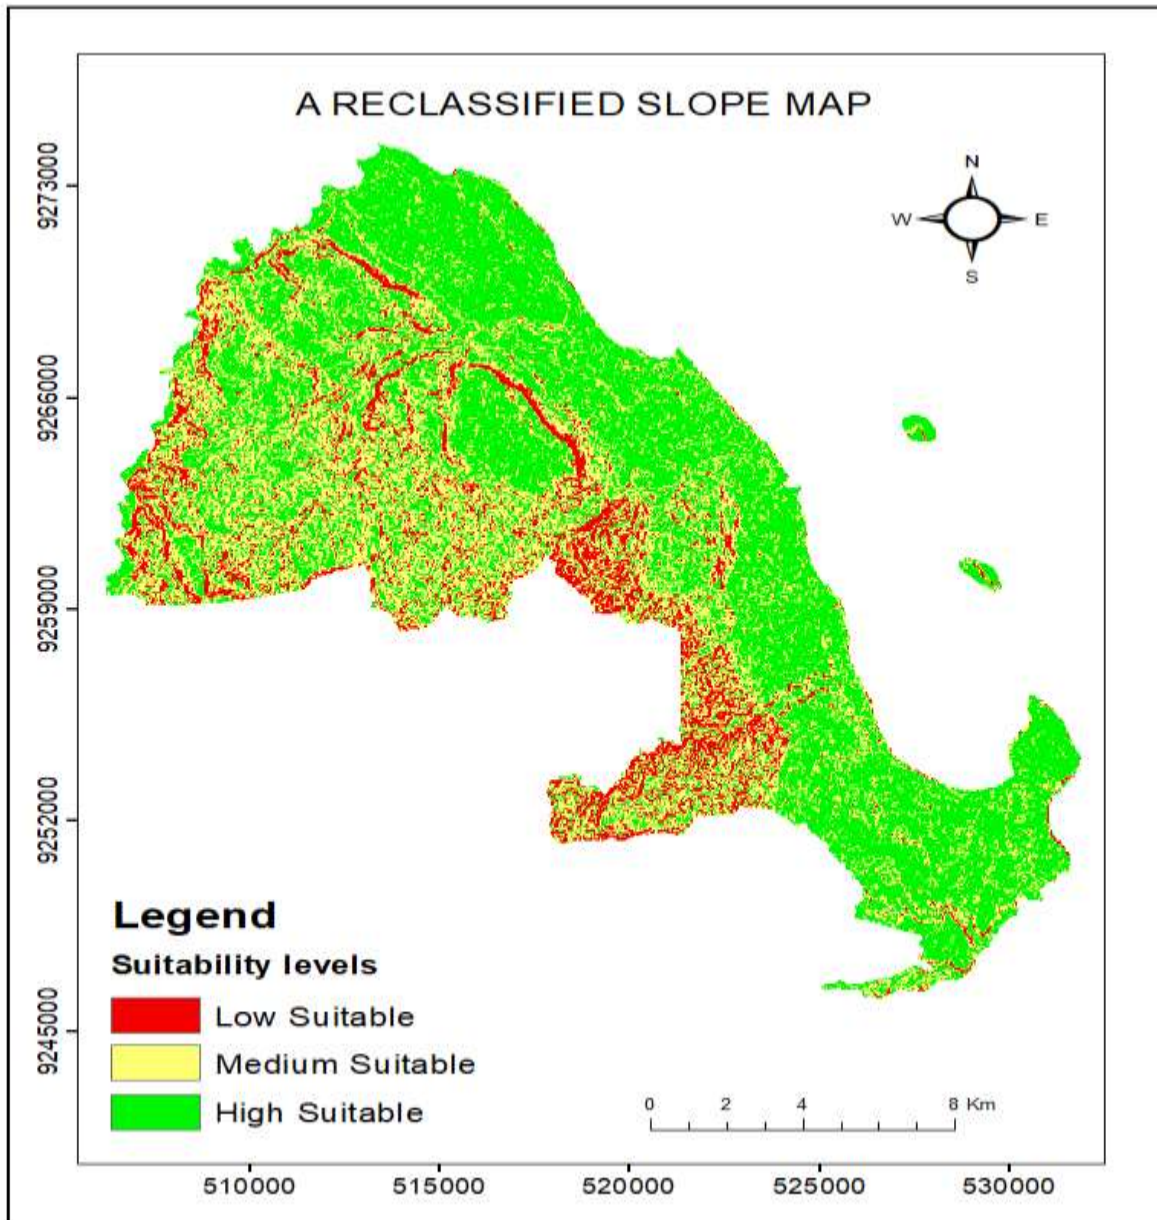 A RECLASSIFIED SLOPE MAP
N
W E
S
9273000
9266000
9259000
9252000
9245000
Legend
Suitability levels
Low Suitable
Medium Suitable
High Suitable
0 2 4 8 Km
510000 515000 520000 525000 530000